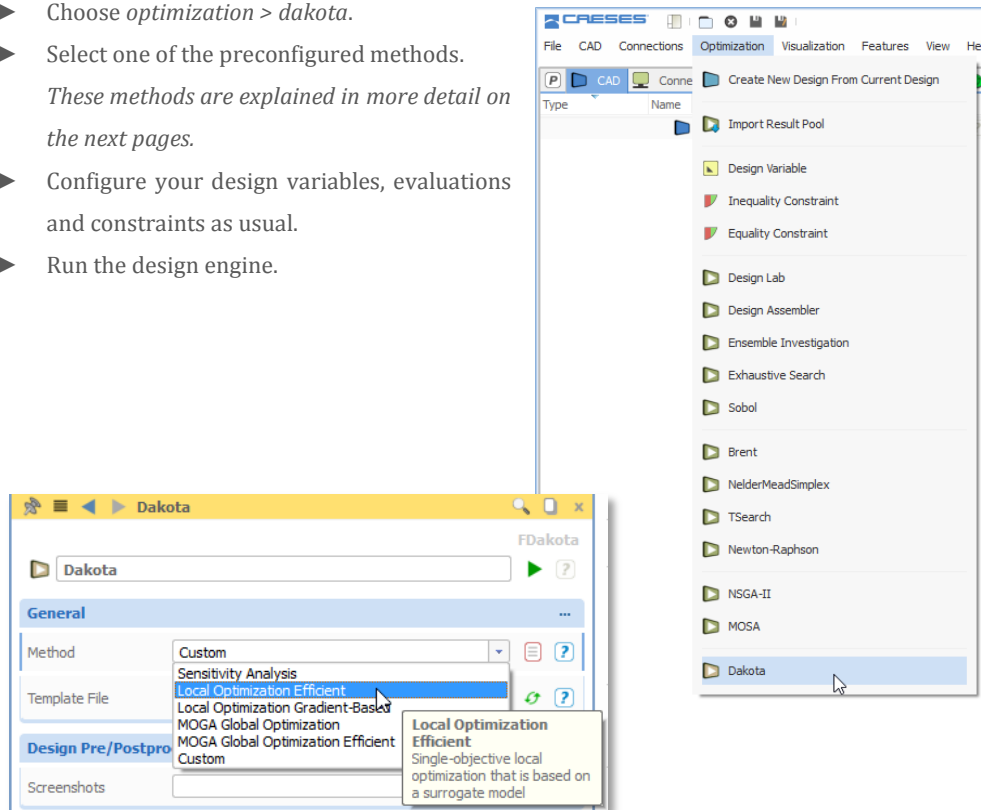 ► Choose optimization > dakota.
► Select one of the preconfigured methods.
These methods are explained in more detail on
the next pages.
► Configure your design variables, evaluations
and constraints as usual.
► Run the design engine.
CAESES
File CAD Connections Optimization Visualization Features View He
P CAD Conne
Type Name
Create New Design From Current Design
Import Result Pool
Design Variable
Inequality Constraint
Equality Constraint
Design Lab
Design Assembler
Ensemble Investigation
Exhaustive Search
Sobol
Brent
NelderMeadSimplex
TSearch
Newton-Raphson
NSGA-II
MOSA
Dakota
Dakota
FDakota
Dakota ?
General ...
Method Custom ?
Sensitivity Analysis
Local Optimization Efficient
Template File ?
Local Optimization Gradient-Based
MOGA Global Optimization
MOGA Global Optimization Efficient
Custom
Design Pre/Postpro
Screenshots
Local Optimization
Efficient
Single-objective local
optimization that is based on
a surrogate model